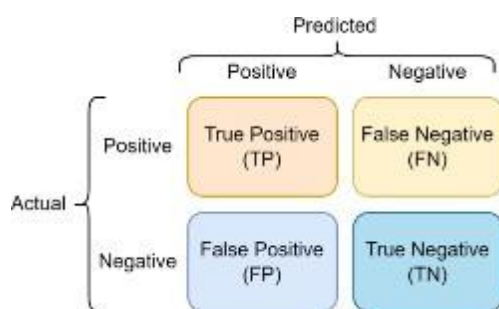 Predicted
Positive
Negative
Actual
Positive
True Positive
(TP)
False Negative
(FN)
Negative
False Positive
(FP)
True Negative
(TN)